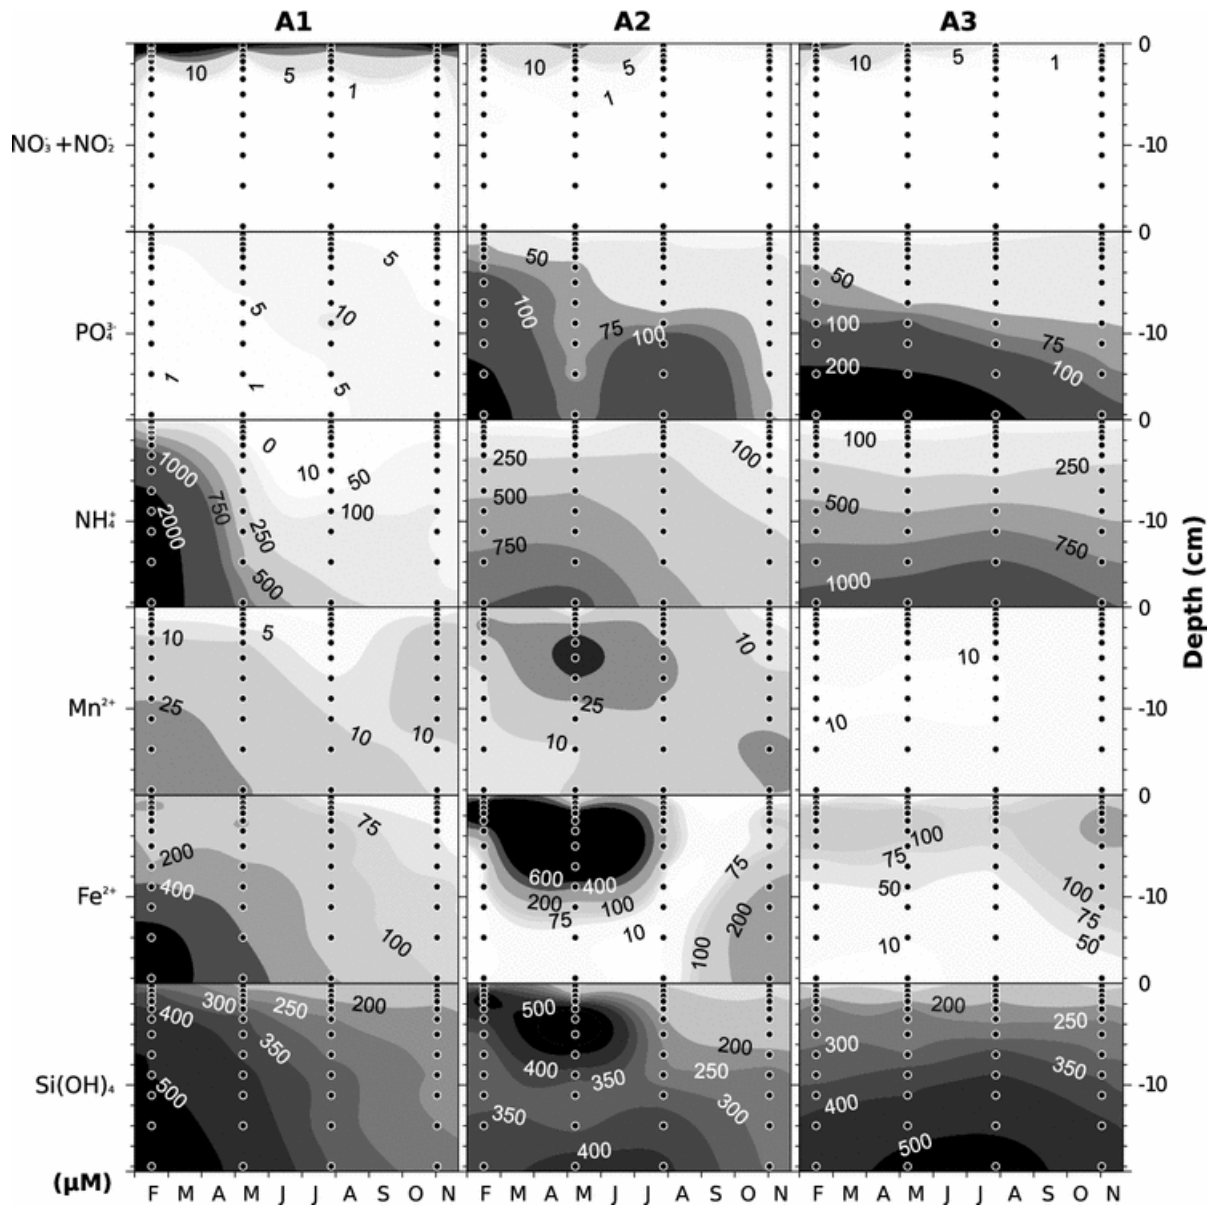 A1 A2 A3
0
10 5 1 10 5 1 10 5 1
NO₃⁻+NO₂⁻ -10
0
5 50 50
5 10 100 75 100 100 75
PO₄³⁻ -10
1 1 5 200 100
0
0 100 100
1000 10 50 250 250
750 100 500 500
NH₄⁺ 2000 250 -10
750 750
500 1000
0
10 5 10 10
25 25 10
Mn²⁺ -10
10 10 10
0
75 100
200 75 75
400 600 400 50 100
Fe²⁺ 200 100 -10
75 10 200 75
100 100 10 50
0
300 250 200 500 200
400 200 250
350 400 350 250 300 350
Si(OH)₄ 500 -10
350 300 400
400 500
(µM)
F M M J J A S O N F M M J J A S O N F M M J J A S O N
Depth (cm)